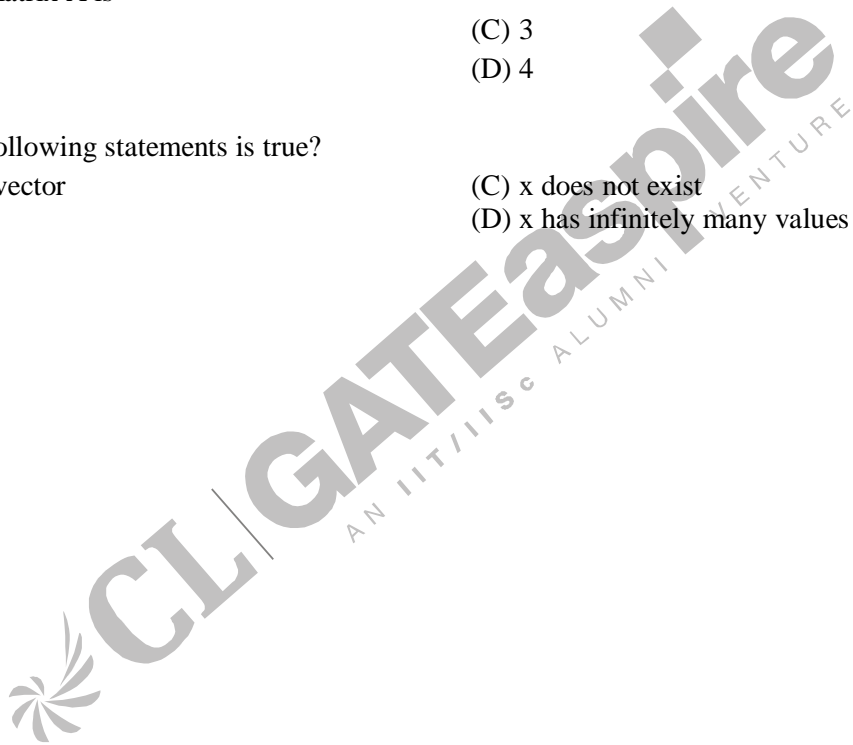 (C) 3
(D) 4
ollowing statements is true?
vector
(C) x does not exist
(D) x has infinitely many values
CL GATEaspire
AN IIT/IISc ALUMNI VENTURE